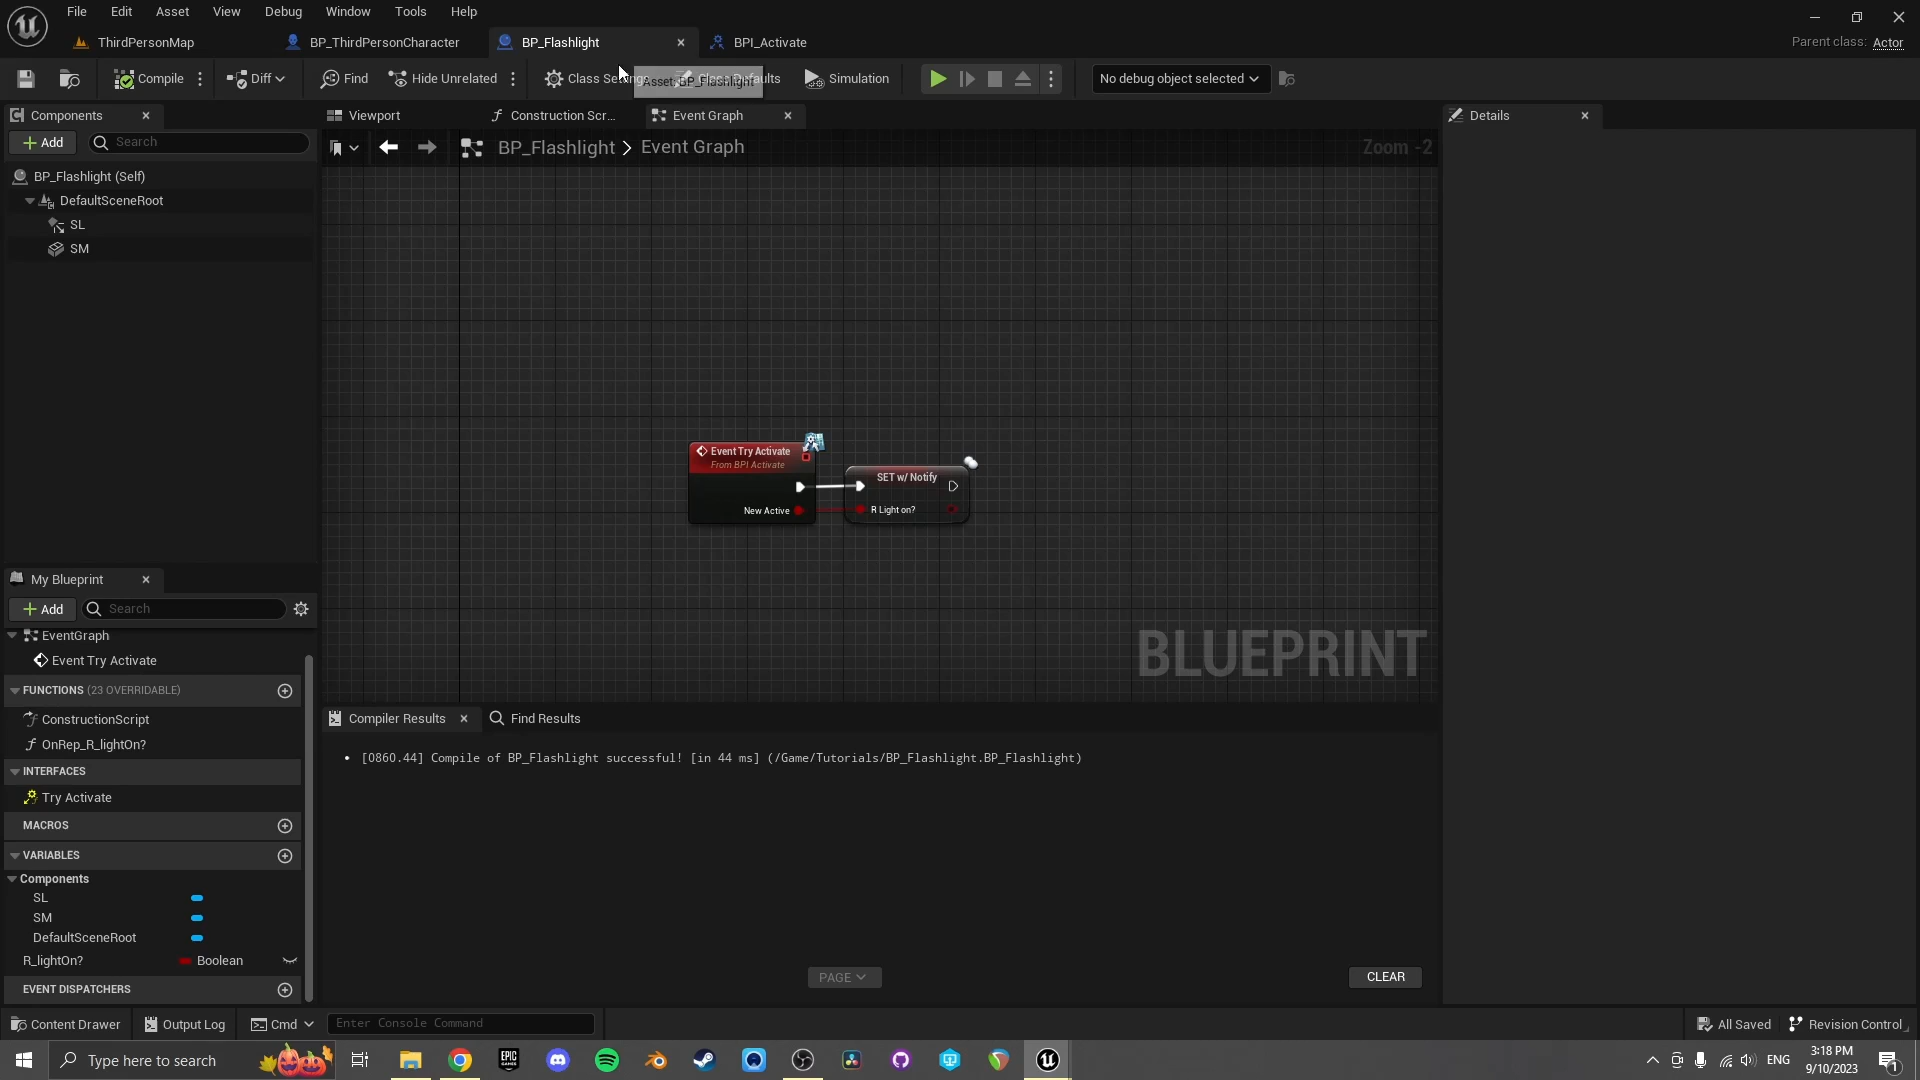 File Edit Asset View Debug Window Tools Help
ThirdPersonMap BP_ThirdPersonCharacter BP_Flashlight BPI_Activate
Parent class: Actor
Compile Diff Find Hide Unrelated Class Settings Class Defaults Simulation No debug object selected
Asset: BP_Flashlight
Components
Add Search
BP_Flashlight (Self)
DefaultSceneRoot
SL
SM
Viewport Construction Scr... Event Graph
BP_Flashlight > Event Graph
Zoom -2
Event Try Activate
From BPI Activate
New Active
SET w/ Notify
R Light on?
BLUEPRINT
Details
My Blueprint
Add Search
EventGraph
Event Try Activate
FUNCTIONS (23 OVERRIDABLE)
ConstructionScript
OnRep_R_lightOn?
INTERFACES
Try Activate
MACROS
VARIABLES
Components
SL
SM
DefaultSceneRoot
R_lightOn? Boolean
EVENT DISPATCHERS
Compiler Results Find Results
• [0860.44] Compile of BP_Flashlight successful! [in 44 ms] (/Game/Tutorials/BP_Flashlight.BP_Flashlight)
PAGE
CLEAR
Content Drawer Output Log Cmd Enter Console Command All Saved Revision Control
Type here to search
EPIC
GAMES
ENG
3:18 PM
9/10/2023
1